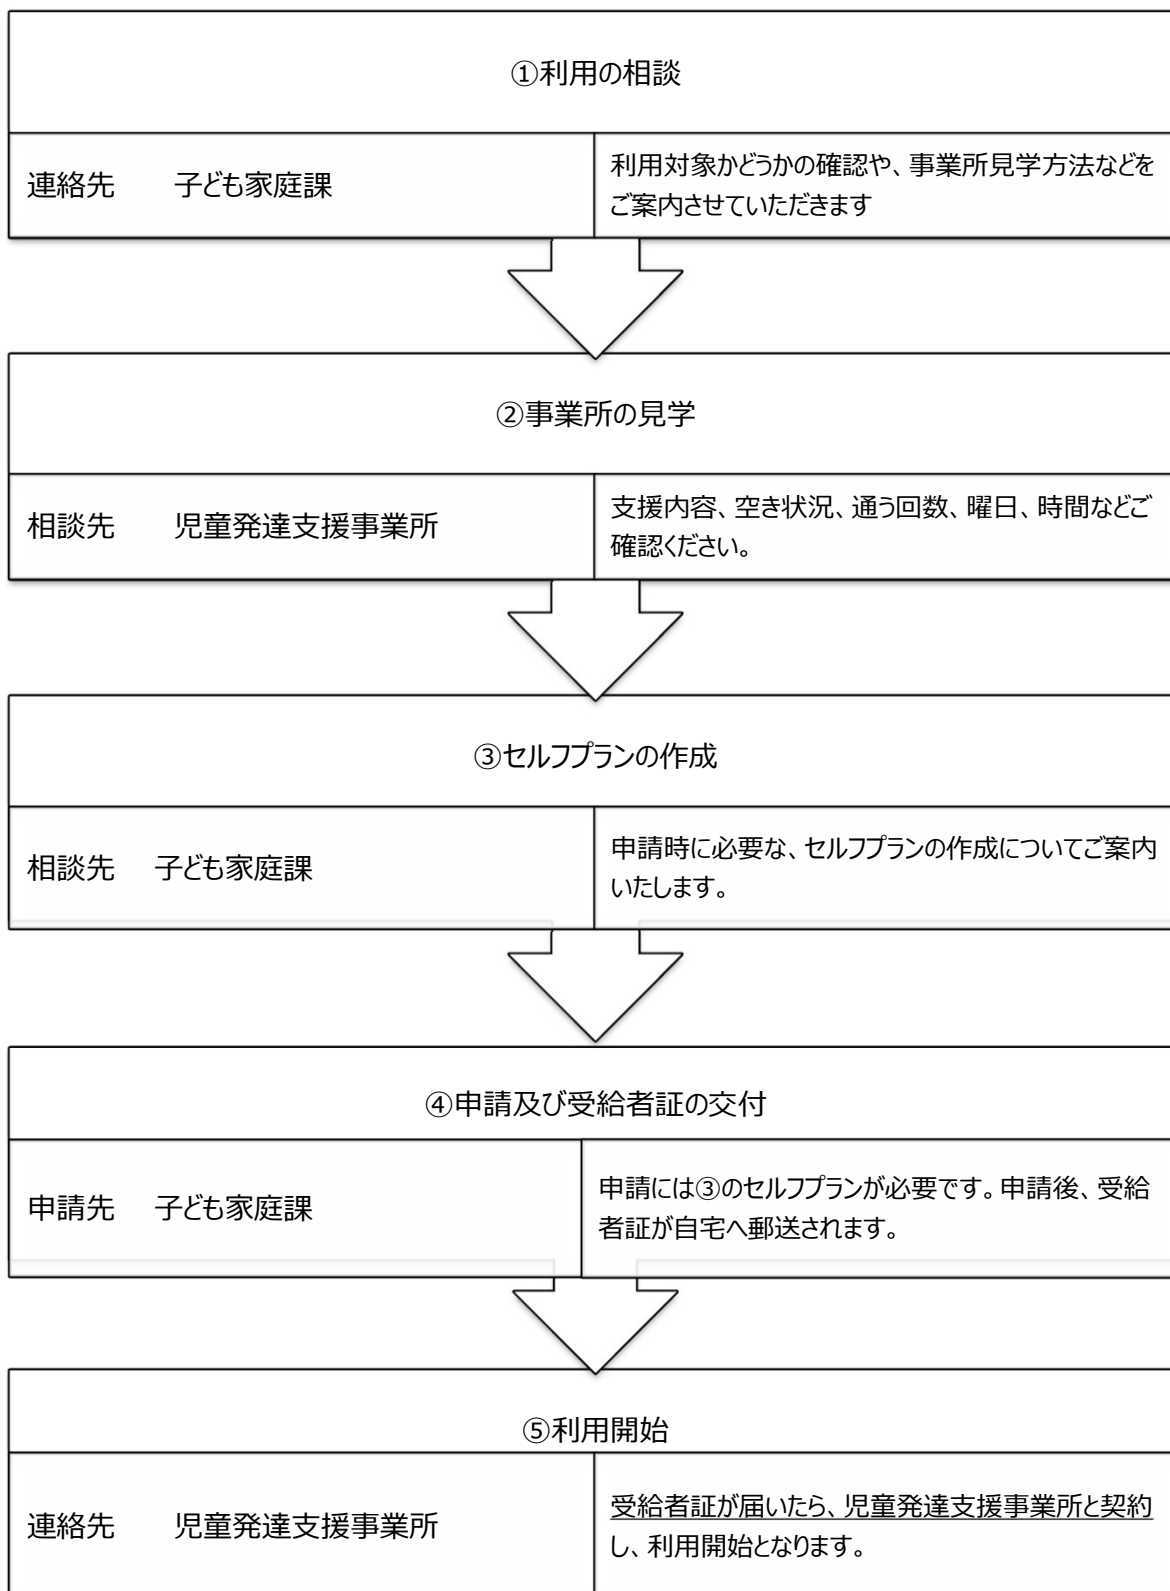 ①利用の相談
連絡先　子ども家庭課
利用対象かどうかの確認や、事業所見学方法などを
ご案内させていただきます
②事業所の見学
相談先　児童発達支援事業所
支援内容、空き状況、通う回数、曜日、時間などご
確認ください。
③セルフプランの作成
相談先　子ども家庭課
申請時に必要な、セルフプランの作成についてご案内
いたします。
④申請及び受給者証の交付
申請先　子ども家庭課
申請には③のセルフプランが必要です。申請後、受給
者証が自宅へ郵送されます。
⑤利用開始
連絡先　児童発達支援事業所
受給者証が届いたら、児童発達支援事業所と契約
し、利用開始となります。